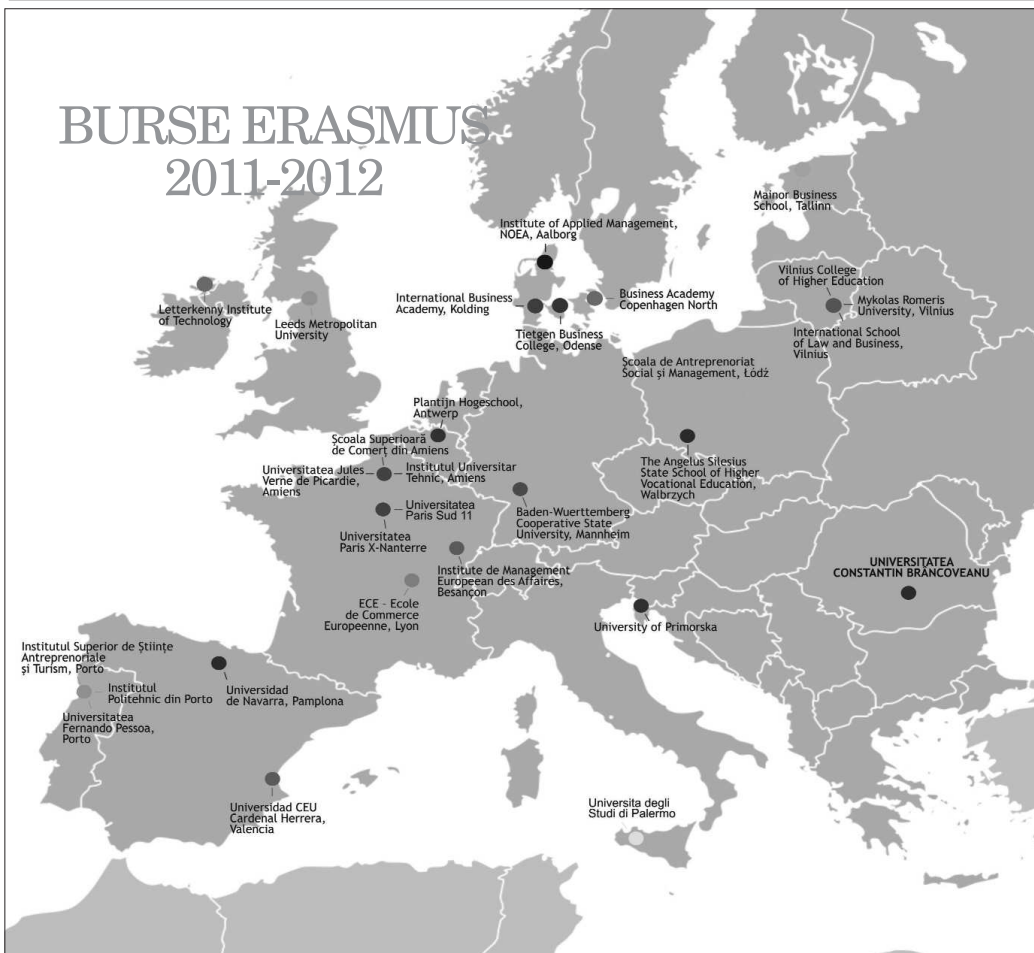 BURSE ERASMUS
2011-2012
Mainor Business
School, Tallinn
Institute of Applied Management,
NOEA, Aalborg
Vilnius College
of Higher Education
Mykolas Romeris
University, Vilnius
International School
of Law and Business,
Vilnius
Letterkenny Institute
of Technology
Leeds Metropolitan
University
International Business
Academy, Kolding
Business Academy
Copenhagen North
Tietgen Business
College, Odense
Școala de Antreprenoriat
Social și Management, Łódź
Plantijn Hogeschool,
Antwerp
Școala Superioară
de Comerț din Amiens
Universitatea Jules
Verne de Picardie,
Amiens
Institutul Universitar
Tehnic, Amiens
The Angelus Silesius
State School of Higher
Vocational Education,
Walbrzych
Universitatea
Paris Sud 11
Universitatea
Paris X-Nanterre
Baden-Wuerttemberg
Cooperative State
University, Mannheim
Institute de Management
Europeean des Affaires,
Besançon
UNIVERSITATEA
CONSTANTIN BRÂNCOVEANU
ECE - Ecole
de Commerce
Europeenne, Lyon
University of Primorska
Institutul Superior de Științe
Antreprenoriale
și Turism, Porto
Institutul
Politehnic din Porto
Universidad
de Navarra, Pamplona
Universitatea
Fernando Pessoa,
Porto
Universidad CEU
Cardenal Herrera,
Valencia
Universita degli
Studi di Palermo